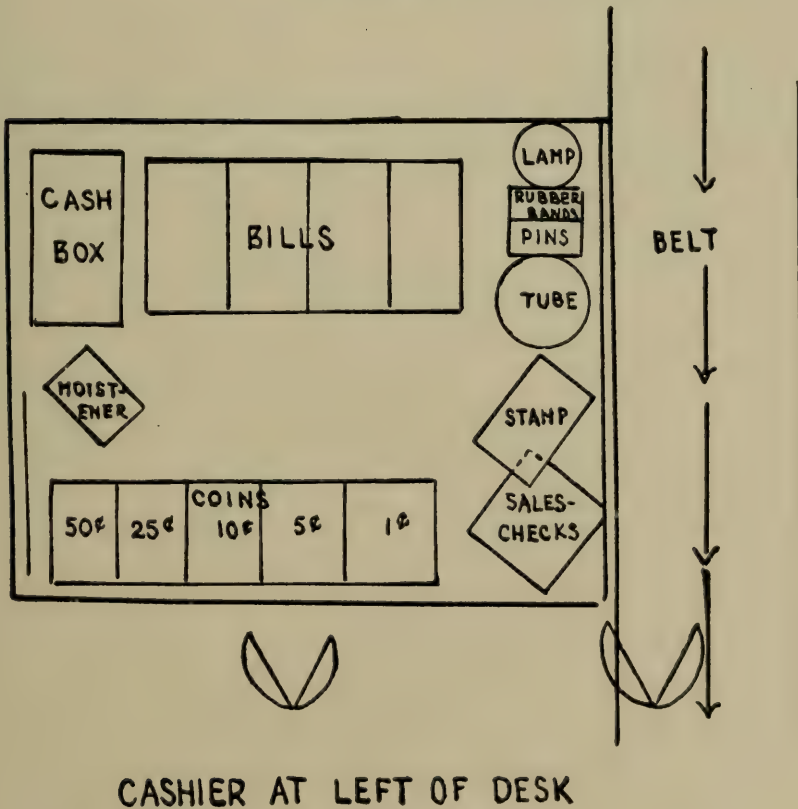 LAMP
CASH
BOX
BILLS
RUBBER
BANDS
PINS
BELT
TUBE
MOIST-
ENER
STAMP
COINS
50¢ 25¢ 10¢ 5¢ 1¢
SALES-
CHECKS
CASHIER AT LEFT OF DESK